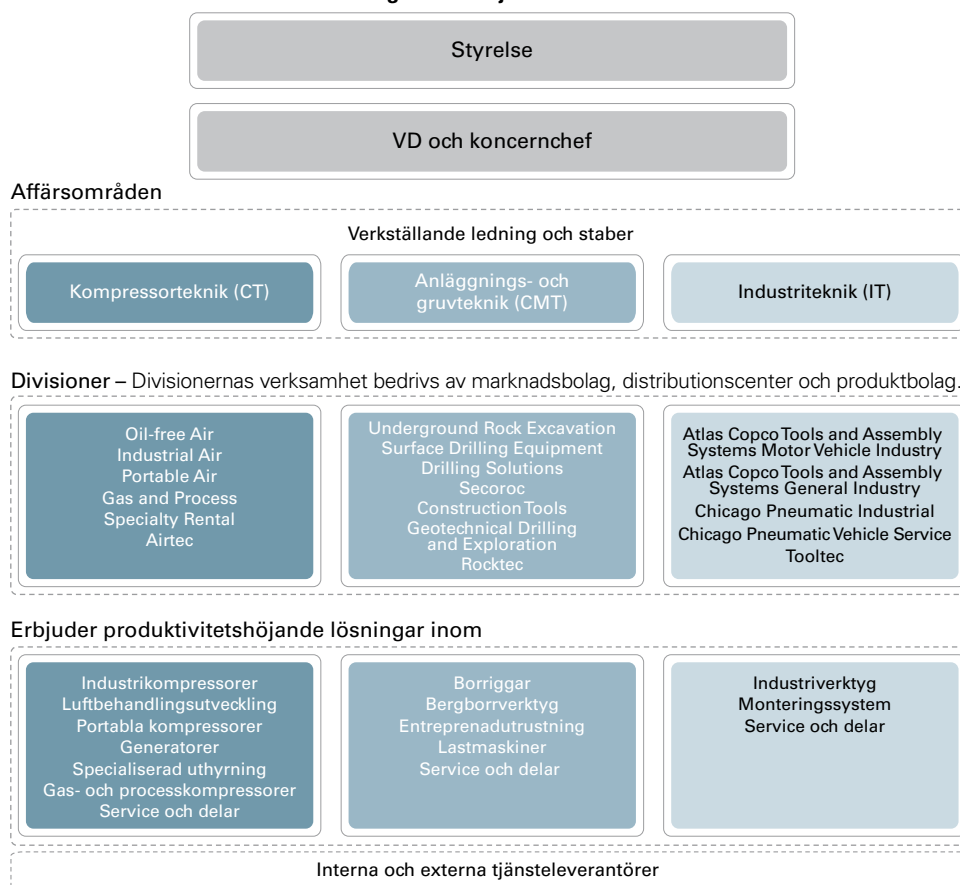 Styrelse
VD och koncernchef
Affärsområden
Verkställande ledning och staber
Kompressorteknik (CT)
Anläggnings- och
gruvteknik (CMT)
Industriteknik (IT)
Divisioner – Divisionernas verksamhet bedrivs av marknadsbolag, distributionscenter och produktbolag.
Oil-free Air
Industrial Air
Portable Air
Gas and Process
Specialty Rental
Airtec
Underground Rock Excavation
Surface Drilling Equipment
Drilling Solutions
Secoroc
Construction Tools
Geotechnical Drilling
and Exploration
Rocktec
Atlas Copco Tools and Assembly
Systems Motor Vehicle Industry
Atlas Copco Tools and Assembly
Systems General Industry
Chicago Pneumatic Industrial
Chicago Pneumatic Vehicle Service
Tooltec
Erbjuder produktivitetshöjande lösningar inom
Industrikompressorer
Luftbehandlingsutveckling
Portabla kompressorer
Generatorer
Specialiserad uthyrning
Gas- och processkompressorer
Service och delar
Borriggar
Bergborrverktyg
Entreprenadutrustning
Lastmaskiner
Service och delar
Industriverktyg
Monteringssystem
Service och delar
Interna och externa tjänsteleverantörer